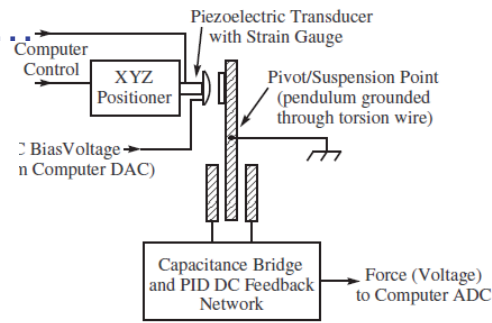 Piezoelectric Transducer
with Strain Gauge
Computer
Control
XYZ
Positioner
Pivot/Suspension Point
(pendulum grounded
through torsion wire)
BiasVoltage
Computer DAC)
Capacitance Bridge
and PID DC Feedback
Network
Force (Voltage)
to Computer ADC